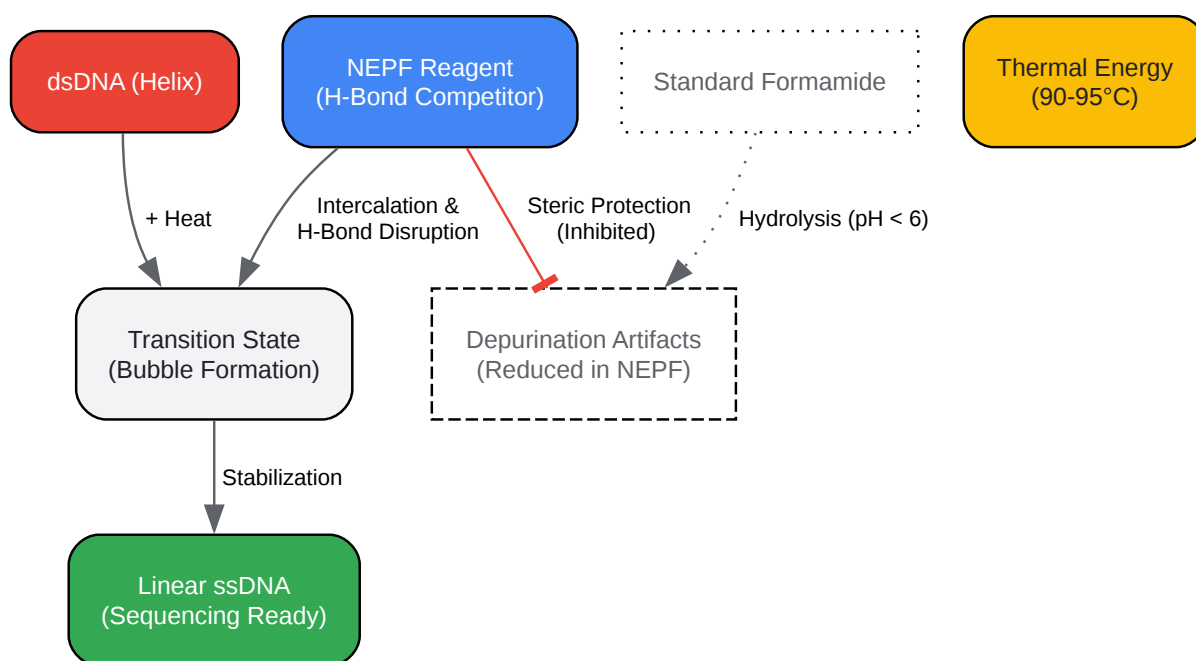 dsDNA (Helix)
NEPF Reagent
(H-Bond Competitor)
Standard Formamide
Thermal Energy
(90-95°C)
+ Heat
Intercalation &
H-Bond Disruption
Steric Protection
(Inhibited)
Hydrolysis (pH < 6)
Transition State
(Bubble Formation)
Depurination Artifacts
(Reduced in NEPF)
Stabilization
Linear ssDNA
(Sequencing Ready)